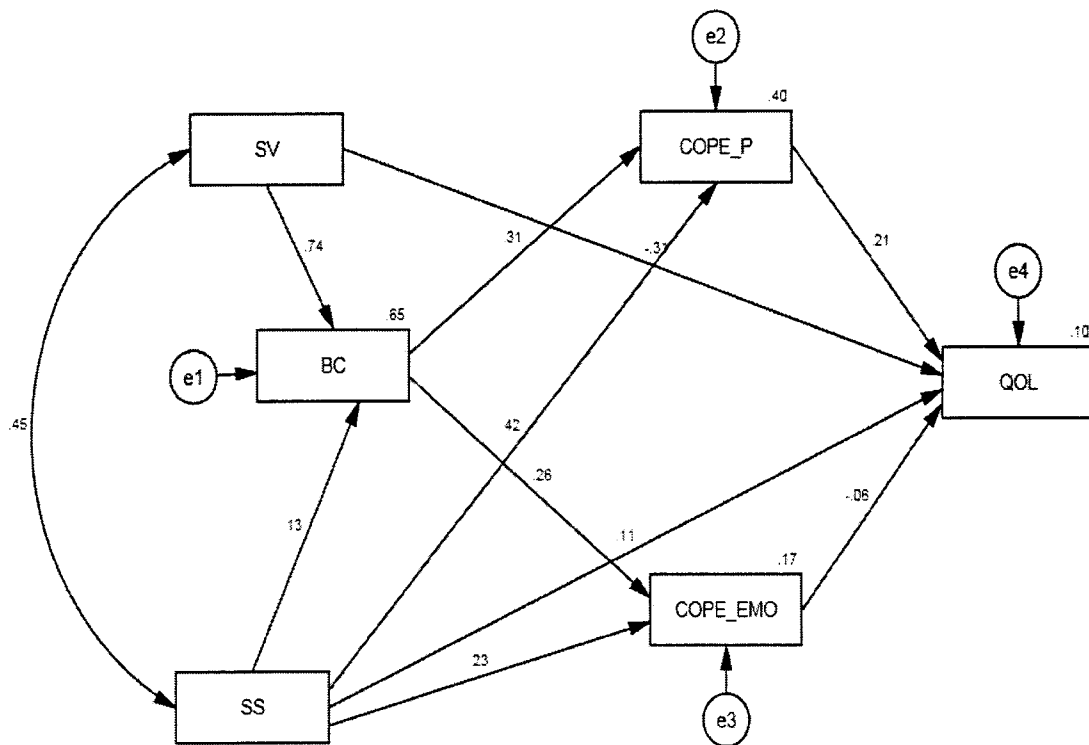 e2
.40
SV
COPE_P
.74
.31
-.31
.21
e4
.65
.10
e1
BC
QOL
.45
.42
.26
-.06
.13
.11
.17
COPE_EMO
.23
SS
e3